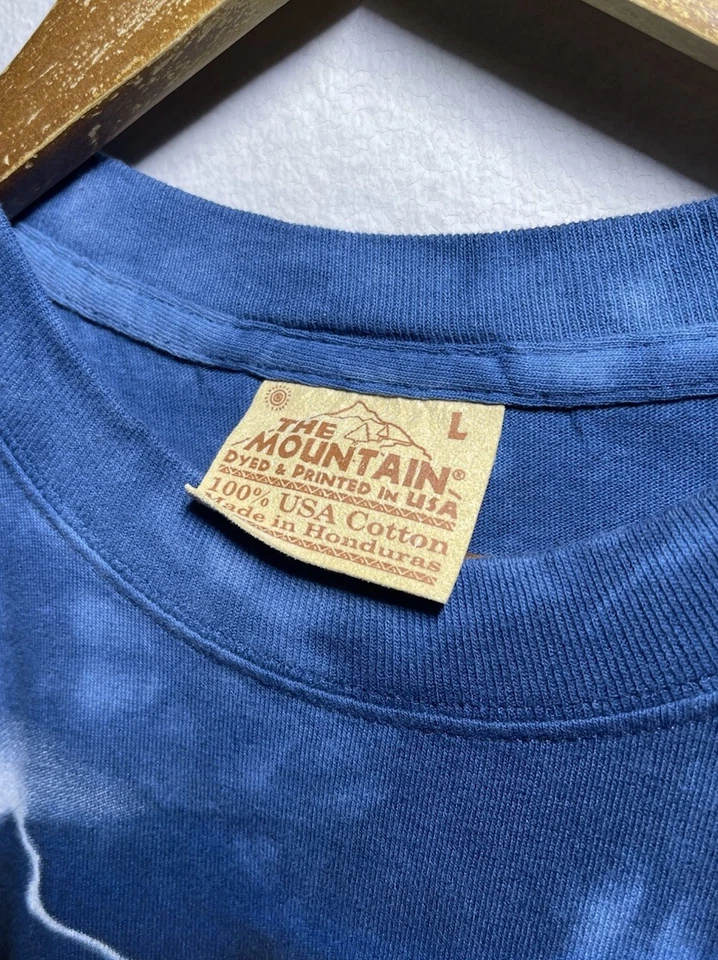 L
THE
MOUNTAIN®
DYED & PRINTED IN USA
100% USA Cotton
Made in Honduras